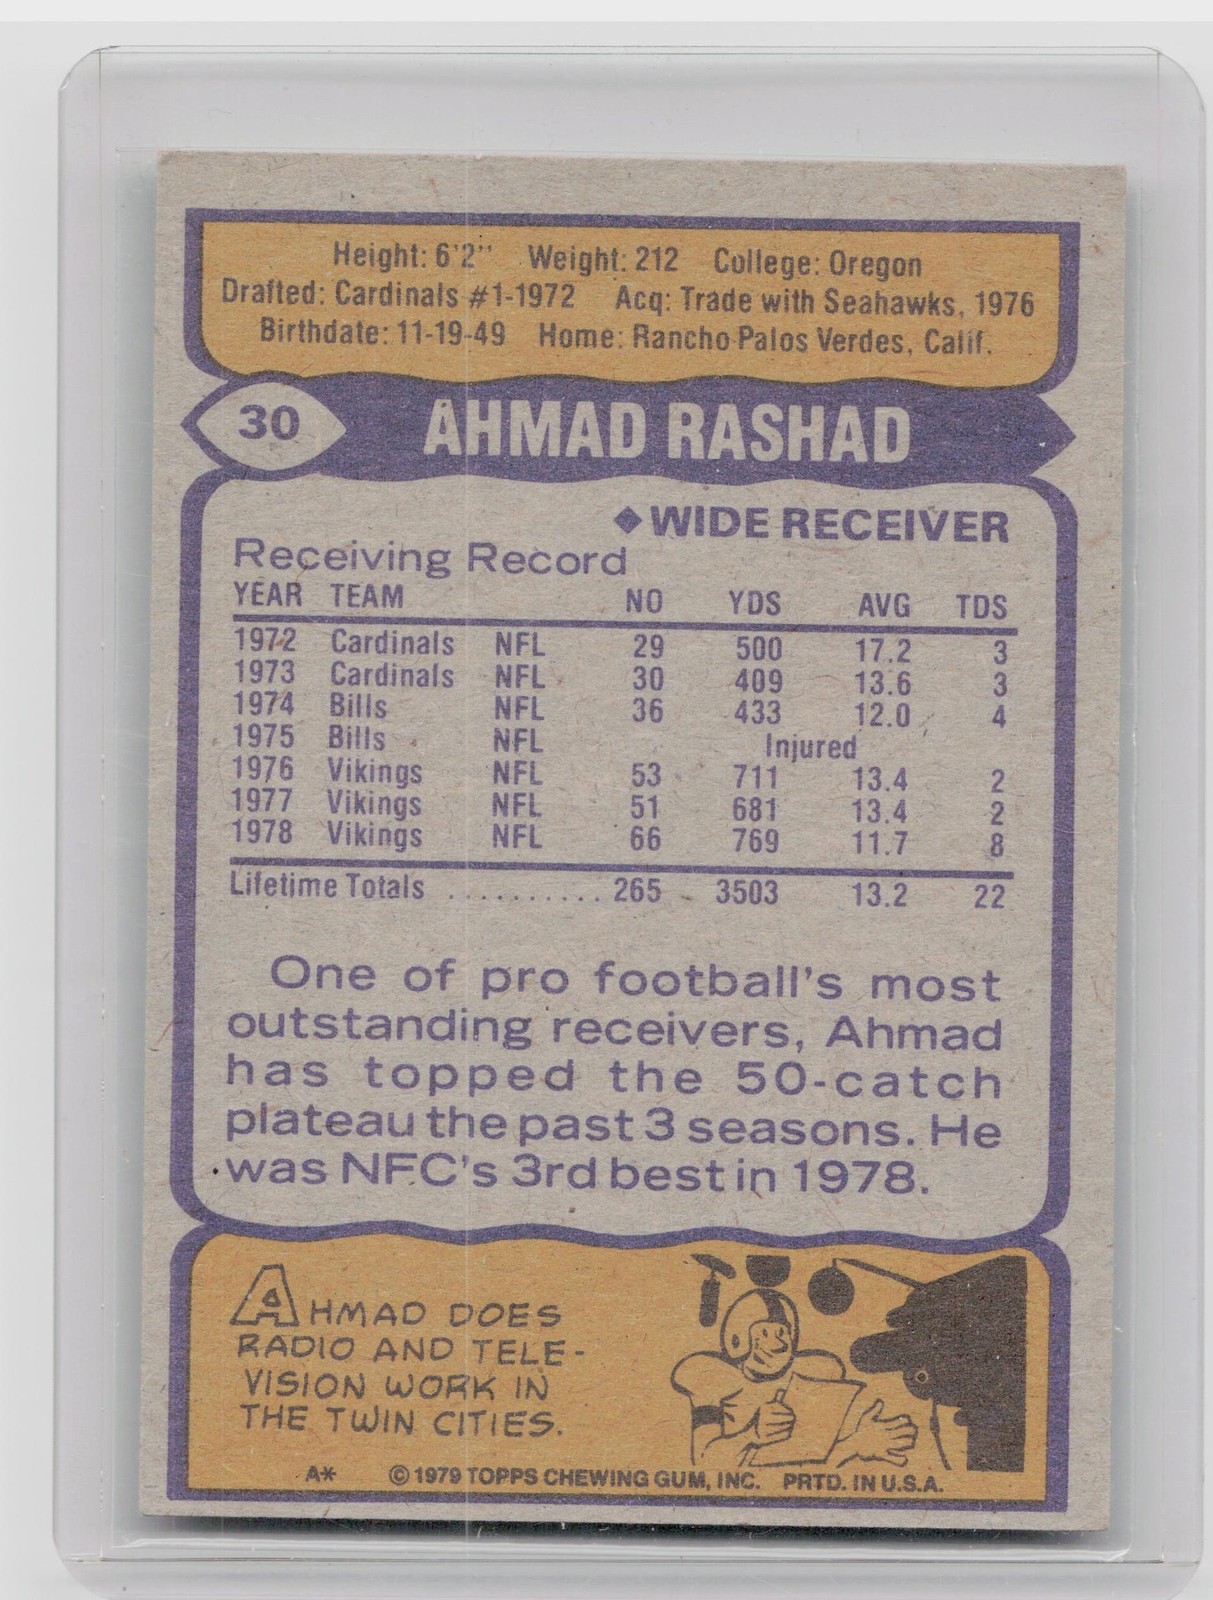 Height: 6'2" Weight: 212 College: Oregon
Drafted: Cardinals #1-1972 Acq: Trade with Seahawks, 1976
Birthdate: 11-19-49 Home: Rancho Palos Verdes, Calif.
30 AHMAD RASHAD
◆WIDE RECEIVER
Receiving Record
YEAR TEAM NO YDS AVG TDS
1972 Cardinals NFL 29 500 17.2 3
1973 Cardinals NFL 30 409 13.6 3
1974 Bills NFL 36 433 12.0 4
1975 Bills NFL Injured
1976 Vikings NFL 53 711 13.4 2
1977 Vikings NFL 51 681 13.4 2
1978 Vikings NFL 66 769 11.7 8
Lifetime Totals .......... 265 3503 13.2 22
One of pro football's most
outstanding receivers, Ahmad
has topped the 50-catch
plateau the past 3 seasons. He
was NFC's 3rd best in 1978.
AHMAD DOES
RADIO AND TELE-
VISION WORK IN
THE TWIN CITIES.
A* © 1979 TOPPS CHEWING GUM, INC. PRTD. IN U.S.A.